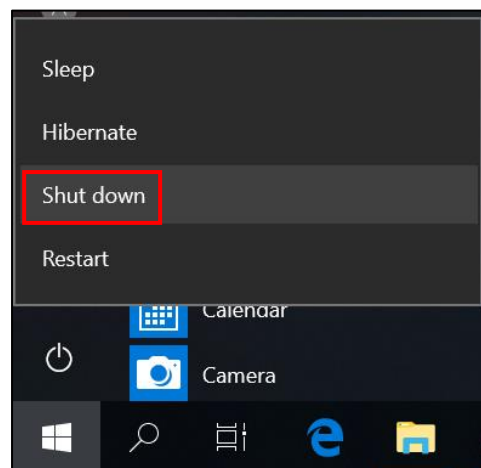 Sleep
Hibernate
Shut down
Restart
Calendar
Camera